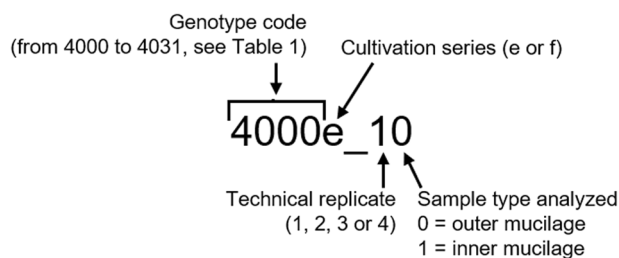 Genotype code
(from 4000 to 4031, see Table 1)
Cultivation series (e or f)
4000e_10
Technical replicate
(1, 2, 3 or 4)
Sample type analyzed
0 = outer mucilage
1 = inner mucilage